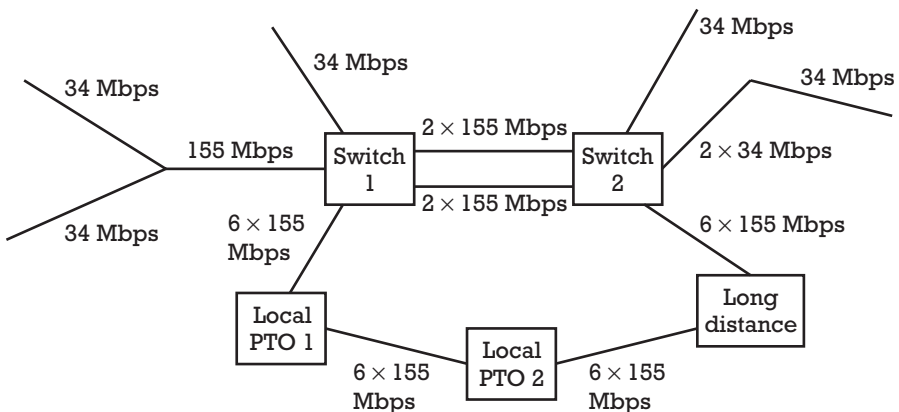 34 Mbps
34 Mbps
34 Mbps
34 Mbps
34 Mbps
155 Mbps
2 × 155 Mbps
Switch
1
Switch
2
2 × 34 Mbps
2 × 155 Mbps
34 Mbps
6 × 155
Mbps
6 × 155 Mbps
Local
PTO 1
Long
distance
Local
PTO 2
6 × 155
Mbps
6 × 155
Mbps